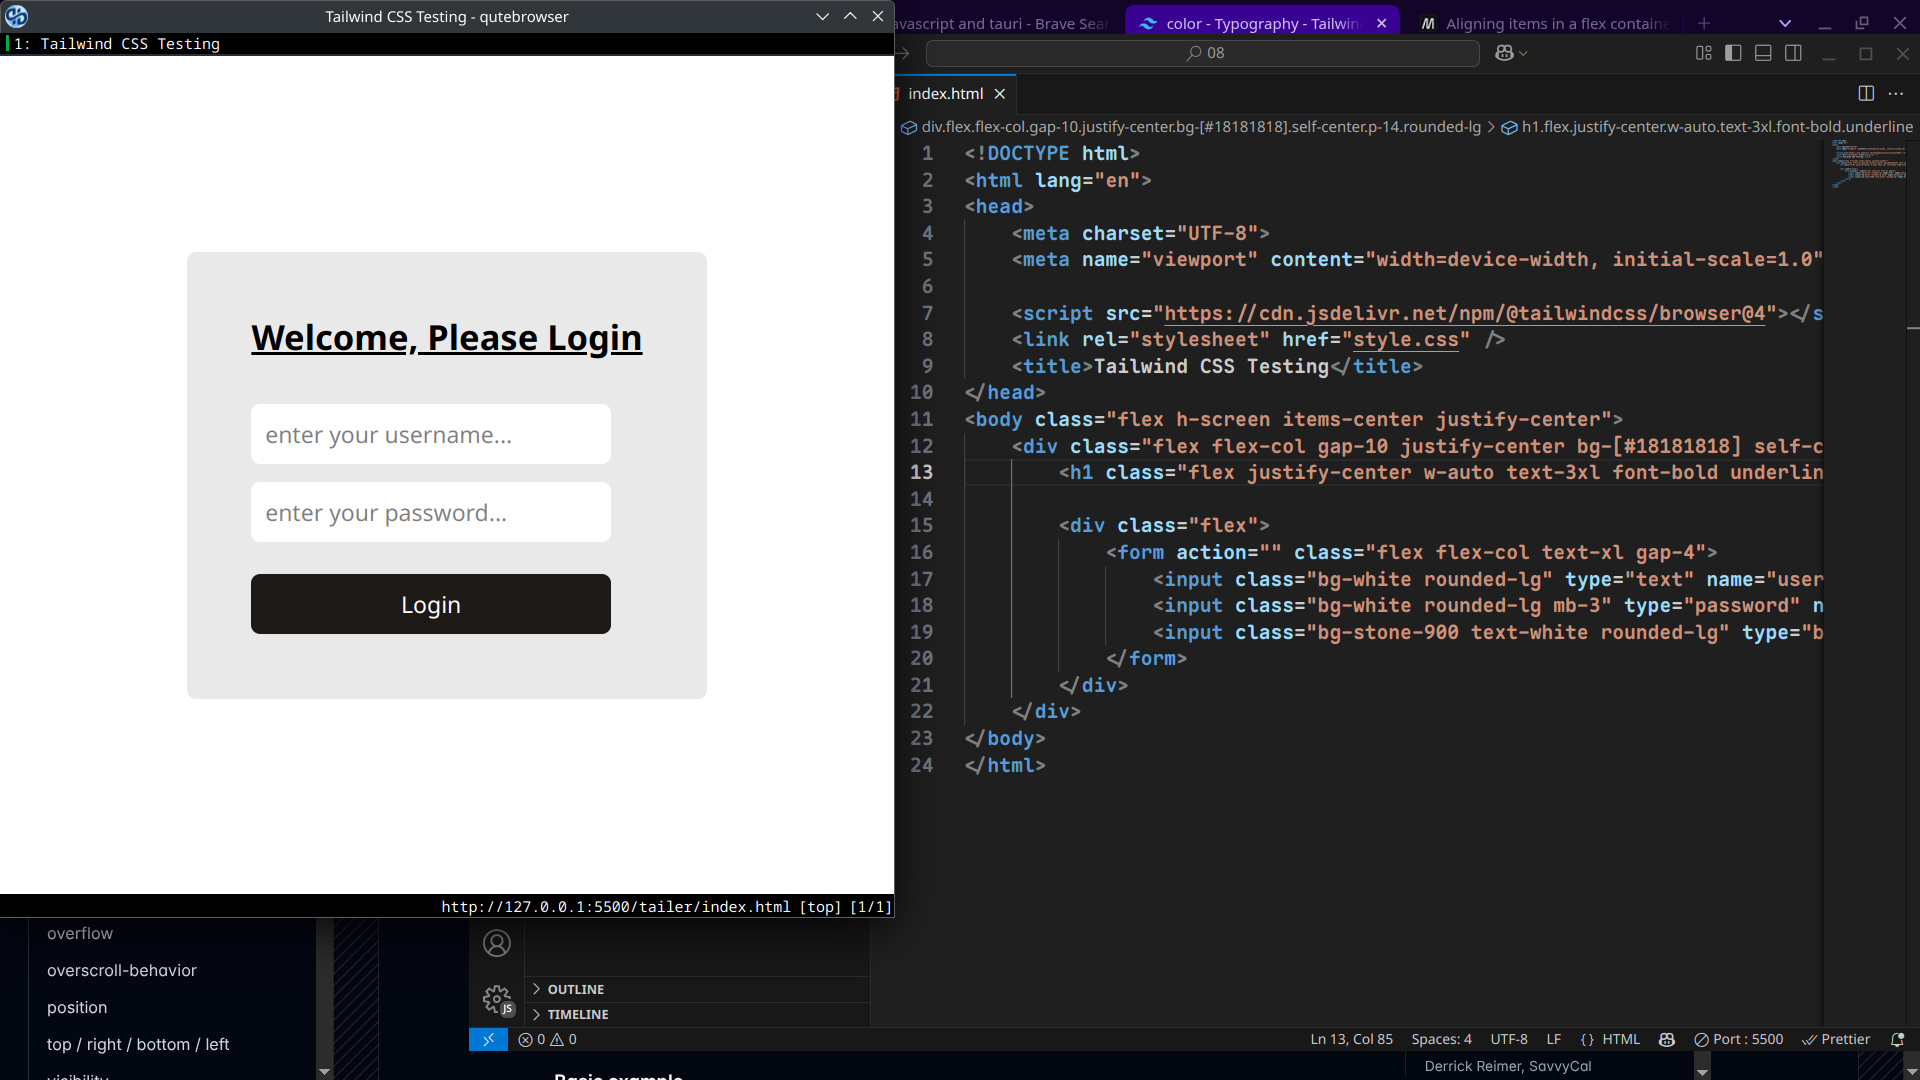 Tailwind CSS Testing - qutebrowser
1: Tailwind CSS Testing
Welcome, Please Login
enter your username...
enter your password...
Login
http://127.0.0.1:5500/tailer/index.html [top] [1/1]
avascript and tauri - Brave Sear
color - Typography - Tailwin
Aligning items in a flex containe
08
index.html
div.flex.flex-col.gap-10.justify-center.bg-[#18181818].self-center.p-14.rounded-lg > h1.flex.justify-center.w-auto.text-3xl.font-bold.underline
1 <!DOCTYPE html>
2 <html lang="en">
3 <head>
4 <meta charset="UTF-8">
5 <meta name="viewport" content="width=device-width, initial-scale=1.0"
6
7 <script src="https://cdn.jsdelivr.net/npm/@tailwindcss/browser@4"></s
8 <link rel="stylesheet" href="style.css" />
9 <title>Tailwind CSS Testing</title>
10 </head>
11 <body class="flex h-screen items-center justify-center">
12 <div class="flex flex-col gap-10 justify-center bg-[#18181818] self-c
13 <h1 class="flex justify-center w-auto text-3xl font-bold underlin
14
15 <div class="flex">
16 <form action="" class="flex flex-col text-xl gap-4">
17 <input class="bg-white rounded-lg" type="text" name="user
18 <input class="bg-white rounded-lg mb-3" type="password" n
19 <input class="bg-stone-900 text-white rounded-lg" type="b
20 </form>
21 </div>
22 </div>
23 </body>
24 </html>
overflow
overscroll-behavior
position
top / right / bottom / left
visibility
JS
OUTLINE
TIMELINE
0 0
Ln 13, Col 85
Spaces: 4
UTF-8
LF
{} HTML
Port : 5500
Prettier
Basic example
Derrick Reimer, SavvyCal